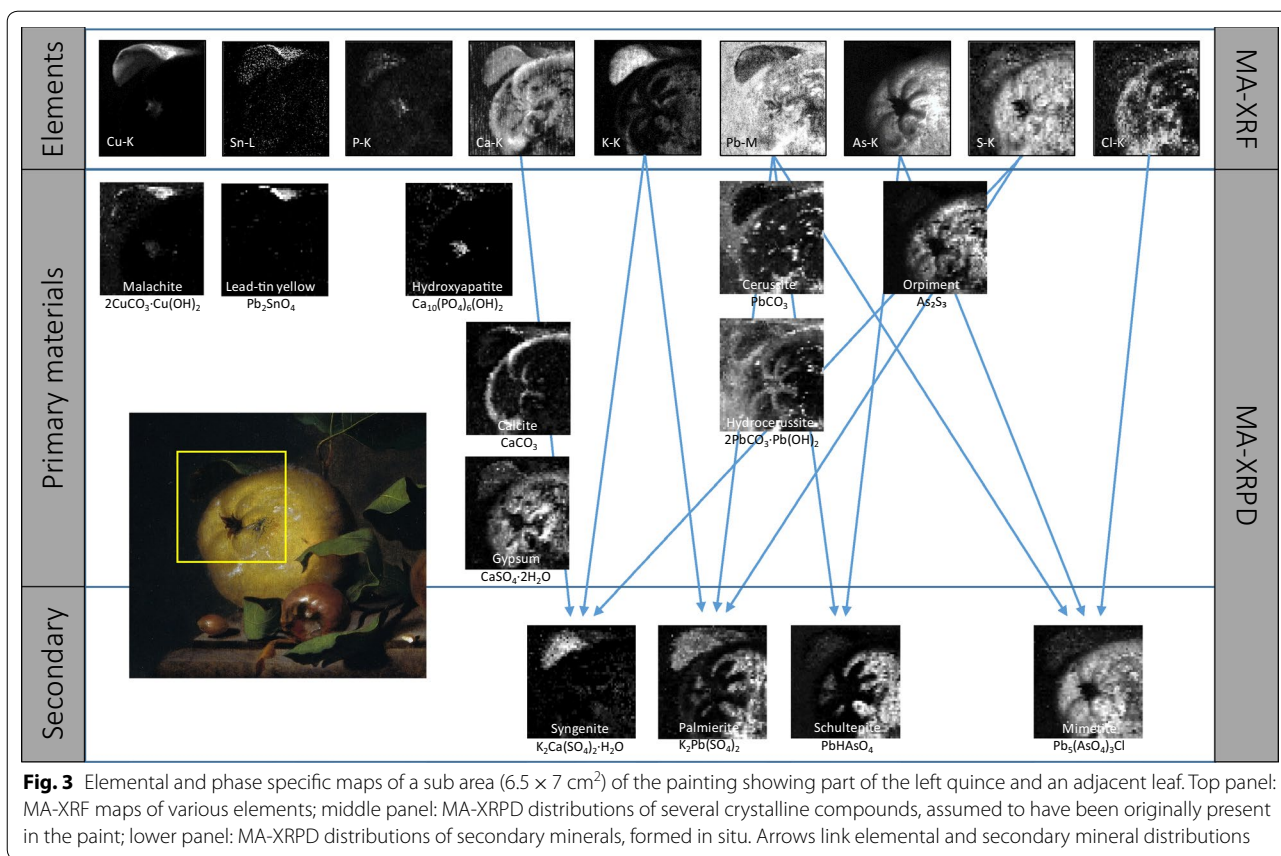 Elements
Cu-K
Sn-L
P-K
Ca-K
K-K
Pb-M
As-K
S-K
Cl-K
MA-XRF
Primary materials
Malachite
2CuCO₃·Cu(OH)₂
Lead-tin yellow
Pb₂SnO₄
Hydroxyapatite
Ca₁₀(PO₄)₆(OH)₂
Cerussite
PbCO₃
Orpiment
As₂S₃
Calcite
CaCO₃
Hydrocerussite
2PbCO₃·Pb(OH)₂
Gypsum
CaSO₄·2H₂O
MA-XRPD
Secondary
Syngenite
K₂Ca(SO₄)₂·H₂O
Palmierite
K₂Pb(SO₄)₂
Schultenite
PbHAsO₄
Mimetite
Pb₅(AsO₄)₃Cl
Fig. 3 Elemental and phase specific maps of a sub area (6.5 × 7 cm²) of the painting showing part of the left quince and an adjacent leaf. Top panel:
MA-XRF maps of various elements; middle panel: MA-XRPD distributions of several crystalline compounds, assumed to have been originally present
in the paint; lower panel: MA-XRPD distributions of secondary minerals, formed in situ. Arrows link elemental and secondary mineral distributions